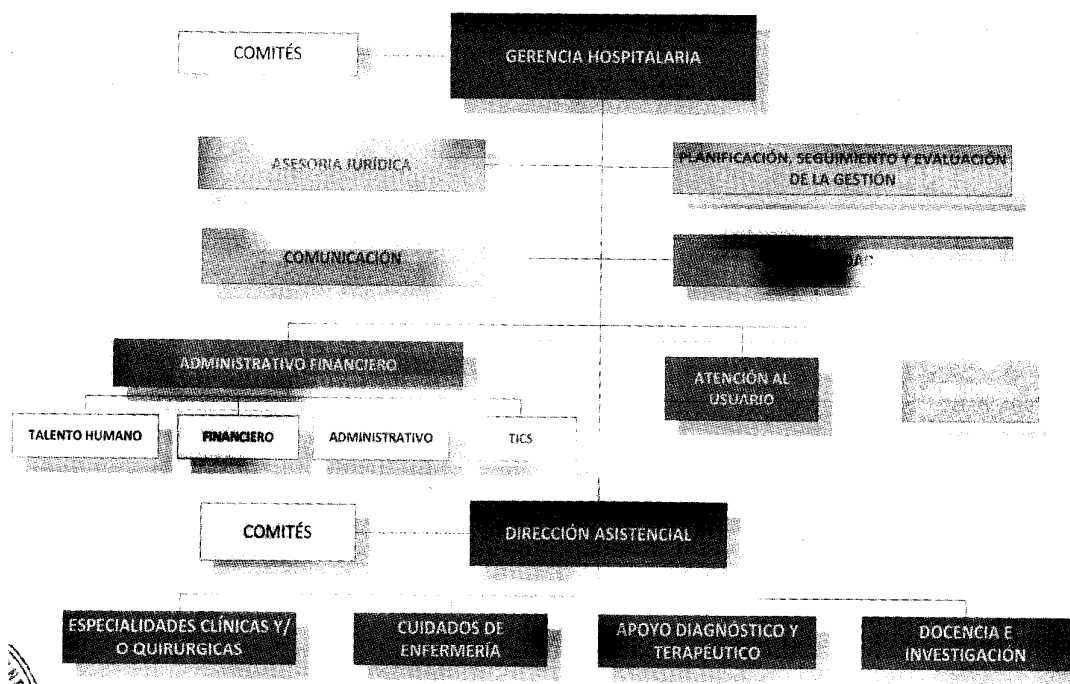 COMITÉS
GERENCIA HOSPITALARIA
ASESORIA JURÍDICA
PLANIFICACIÓN, SEGUIMIENTO Y EVALUACIÓN
DE LA GESTIÓN
COMUNICACIÓN
ADMINISTRATIVO FINANCIERO
ATENCIÓN AL
USUARIO
TALENTO HUMANO
FINANCIERO
ADMINISTRATIVO
TICS
COMITÉS
DIRECCIÓN ASISTENCIAL
ESPECIALIDADES CLÍNICAS Y/
O QUIRÚRGICAS
CUIDADOS DE
ENFERMERÍA
APOYO DIAGNÓSTICO Y
TERAPÉUTICO
DOCENCIA E
INVESTIGACIÓN